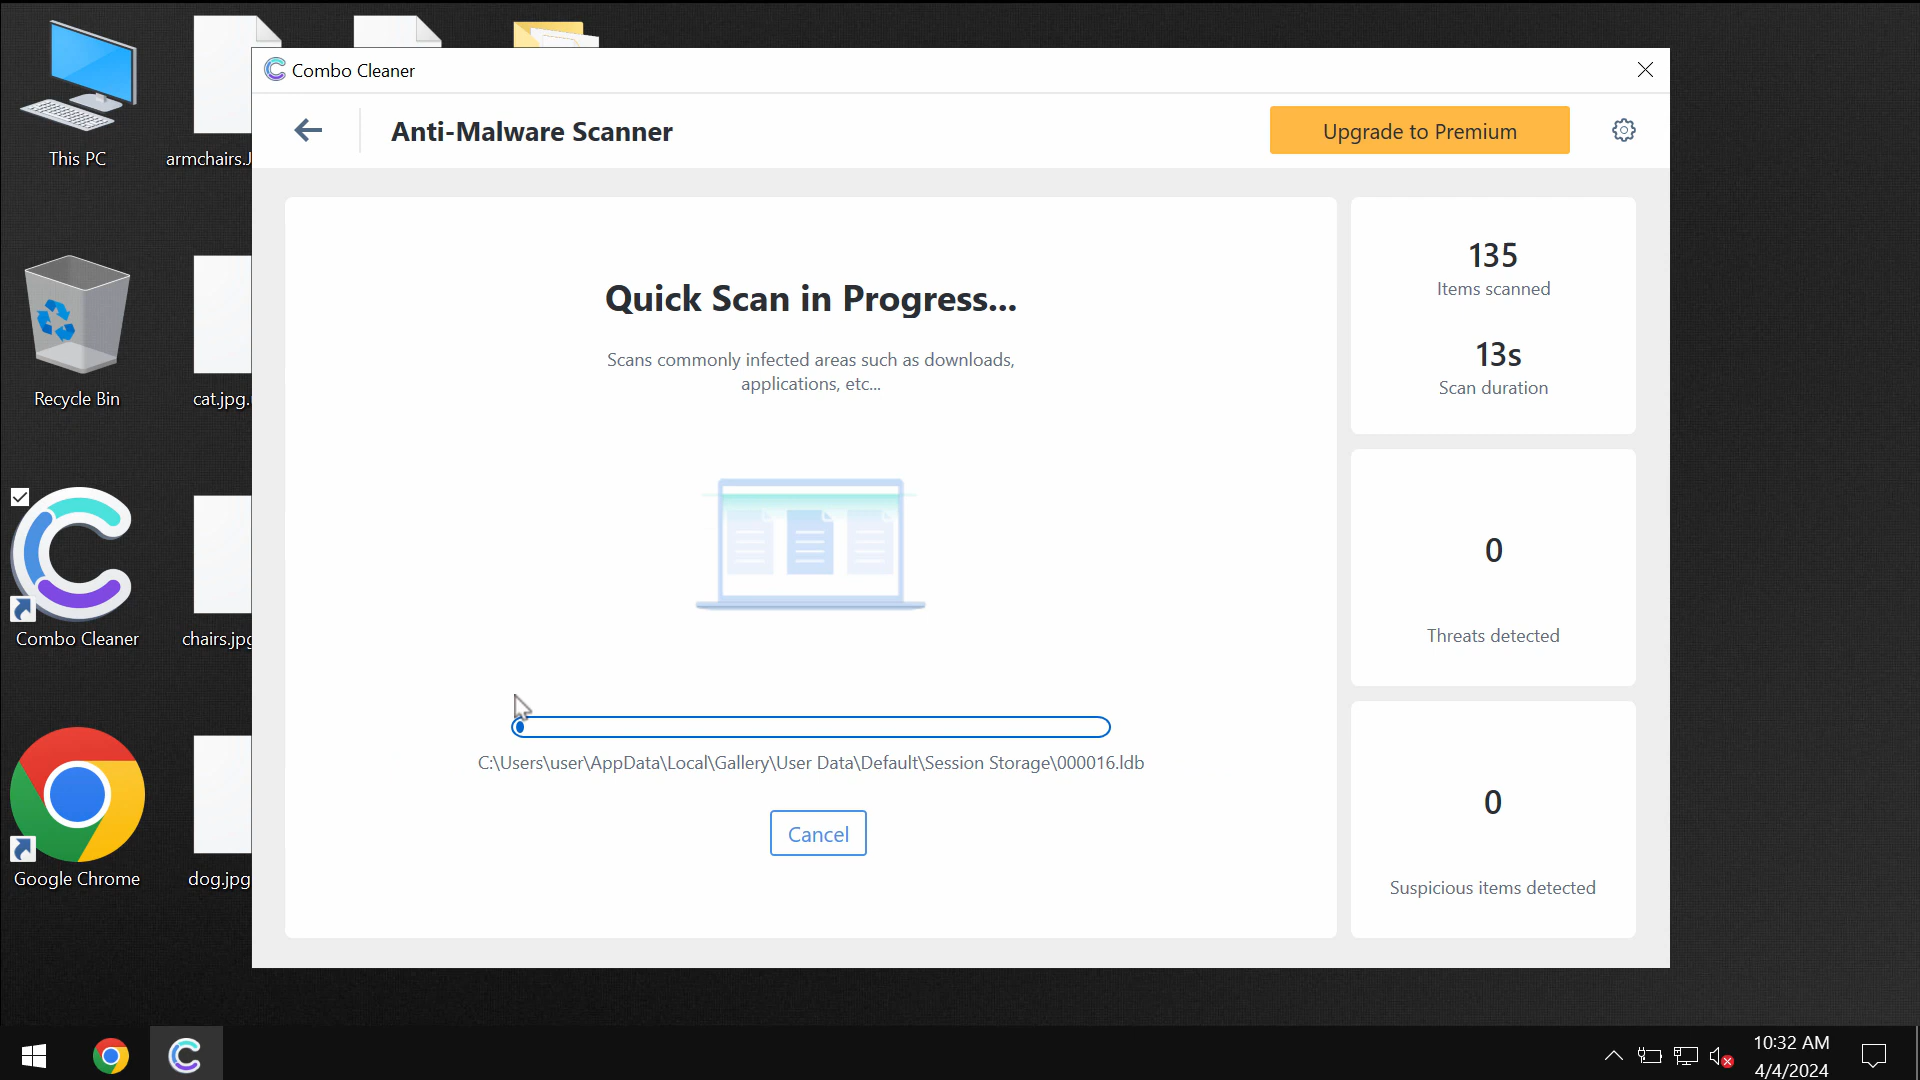 Combo Cleaner
Anti-Malware Scanner
Upgrade to Premium
Quick Scan in Progress...
Scans commonly infected areas such as downloads,
applications, etc...
C:\Users\user\AppData\Local\Gallery\User Data\Default\Session Storage\000016.ldb
Cancel
135
Items scanned
13s
Scan duration
0
Threats detected
0
Suspicious items detected
This PC
armchairs.J
Recycle Bin
cat.jpg.
Combo Cleaner
chairs.jpg
Google Chrome
dog.jpg
10:32 AM
4/4/2024